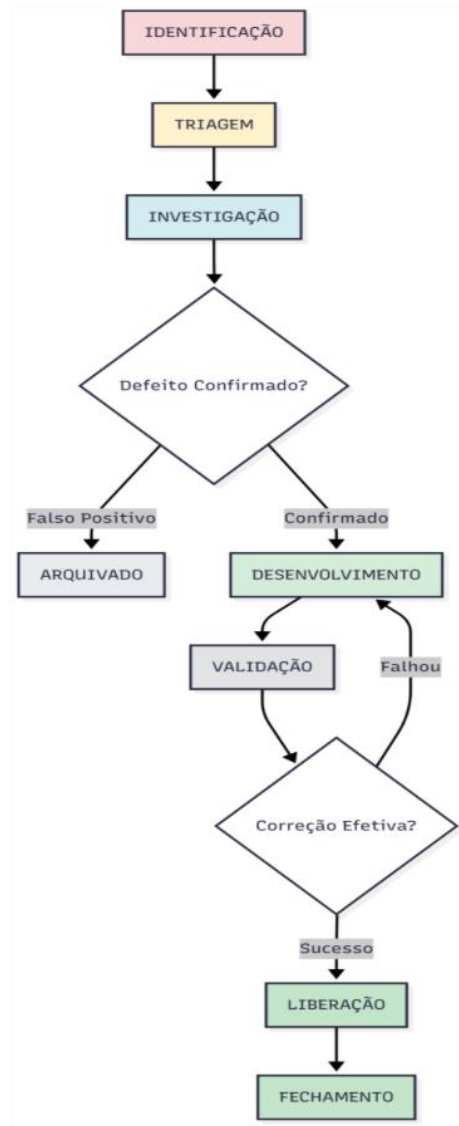 IDENTIFICAÇÃO
TRIAGEM
INVESTIGAÇÃO
Defeito Confirmado?
Falso Positivo
Confirmado
ARQUIVADO
DESENVOLVIMENTO
VALIDAÇÃO
Falhou
Correção Efetiva?
Sucesso
LIBERAÇÃO
FECHAMENTO